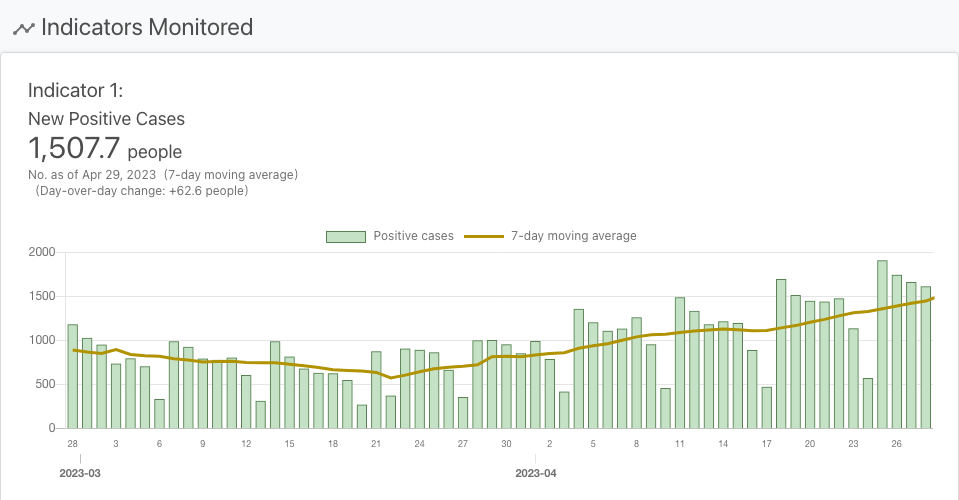 Indicators Monitored
Indicator 1:
New Positive Cases
1,507.7 people
No. as of Apr 29, 2023 (7-day moving average)
(Day-over-day change: +62.6 people)
Positive cases 7-day moving average
2000
1500
1000
500
0
28 3 6 9 12 15 18 21 24 27 30 2 5 8 11 14 17 20 23 26
2023-03 2023-04